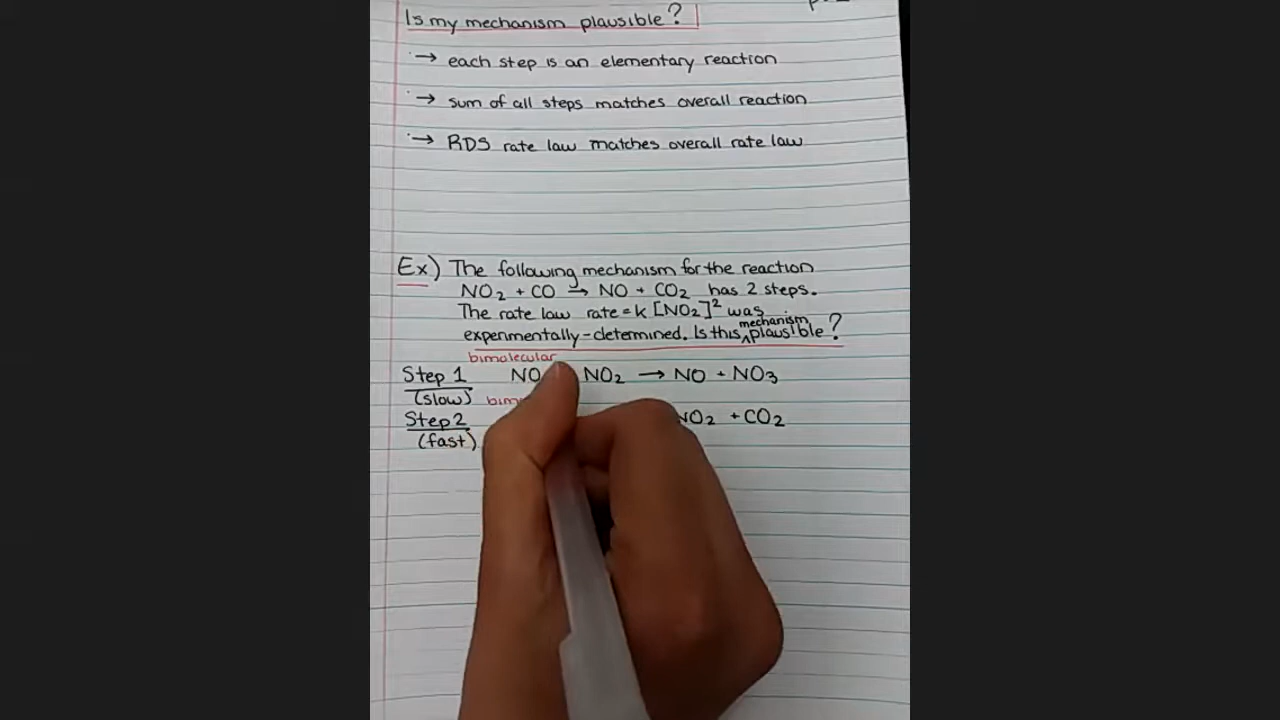 Is my mechanism plausible?
→ each step is an elementary reaction
→ sum of all steps matches overall reaction
→ RDS rate law matches overall rate law
Ex) The following mechanism for the reaction
NO₂ + CO → NO + CO₂ has 2 steps.
The rate law rate = k [NO₂]² was
experimentally-determined. Is this mechanism plausible?
bimolecular
Step 1 NO NO₂ → NO + NO₃
(slow)
Step 2 NO₂ + CO₂
(fast)